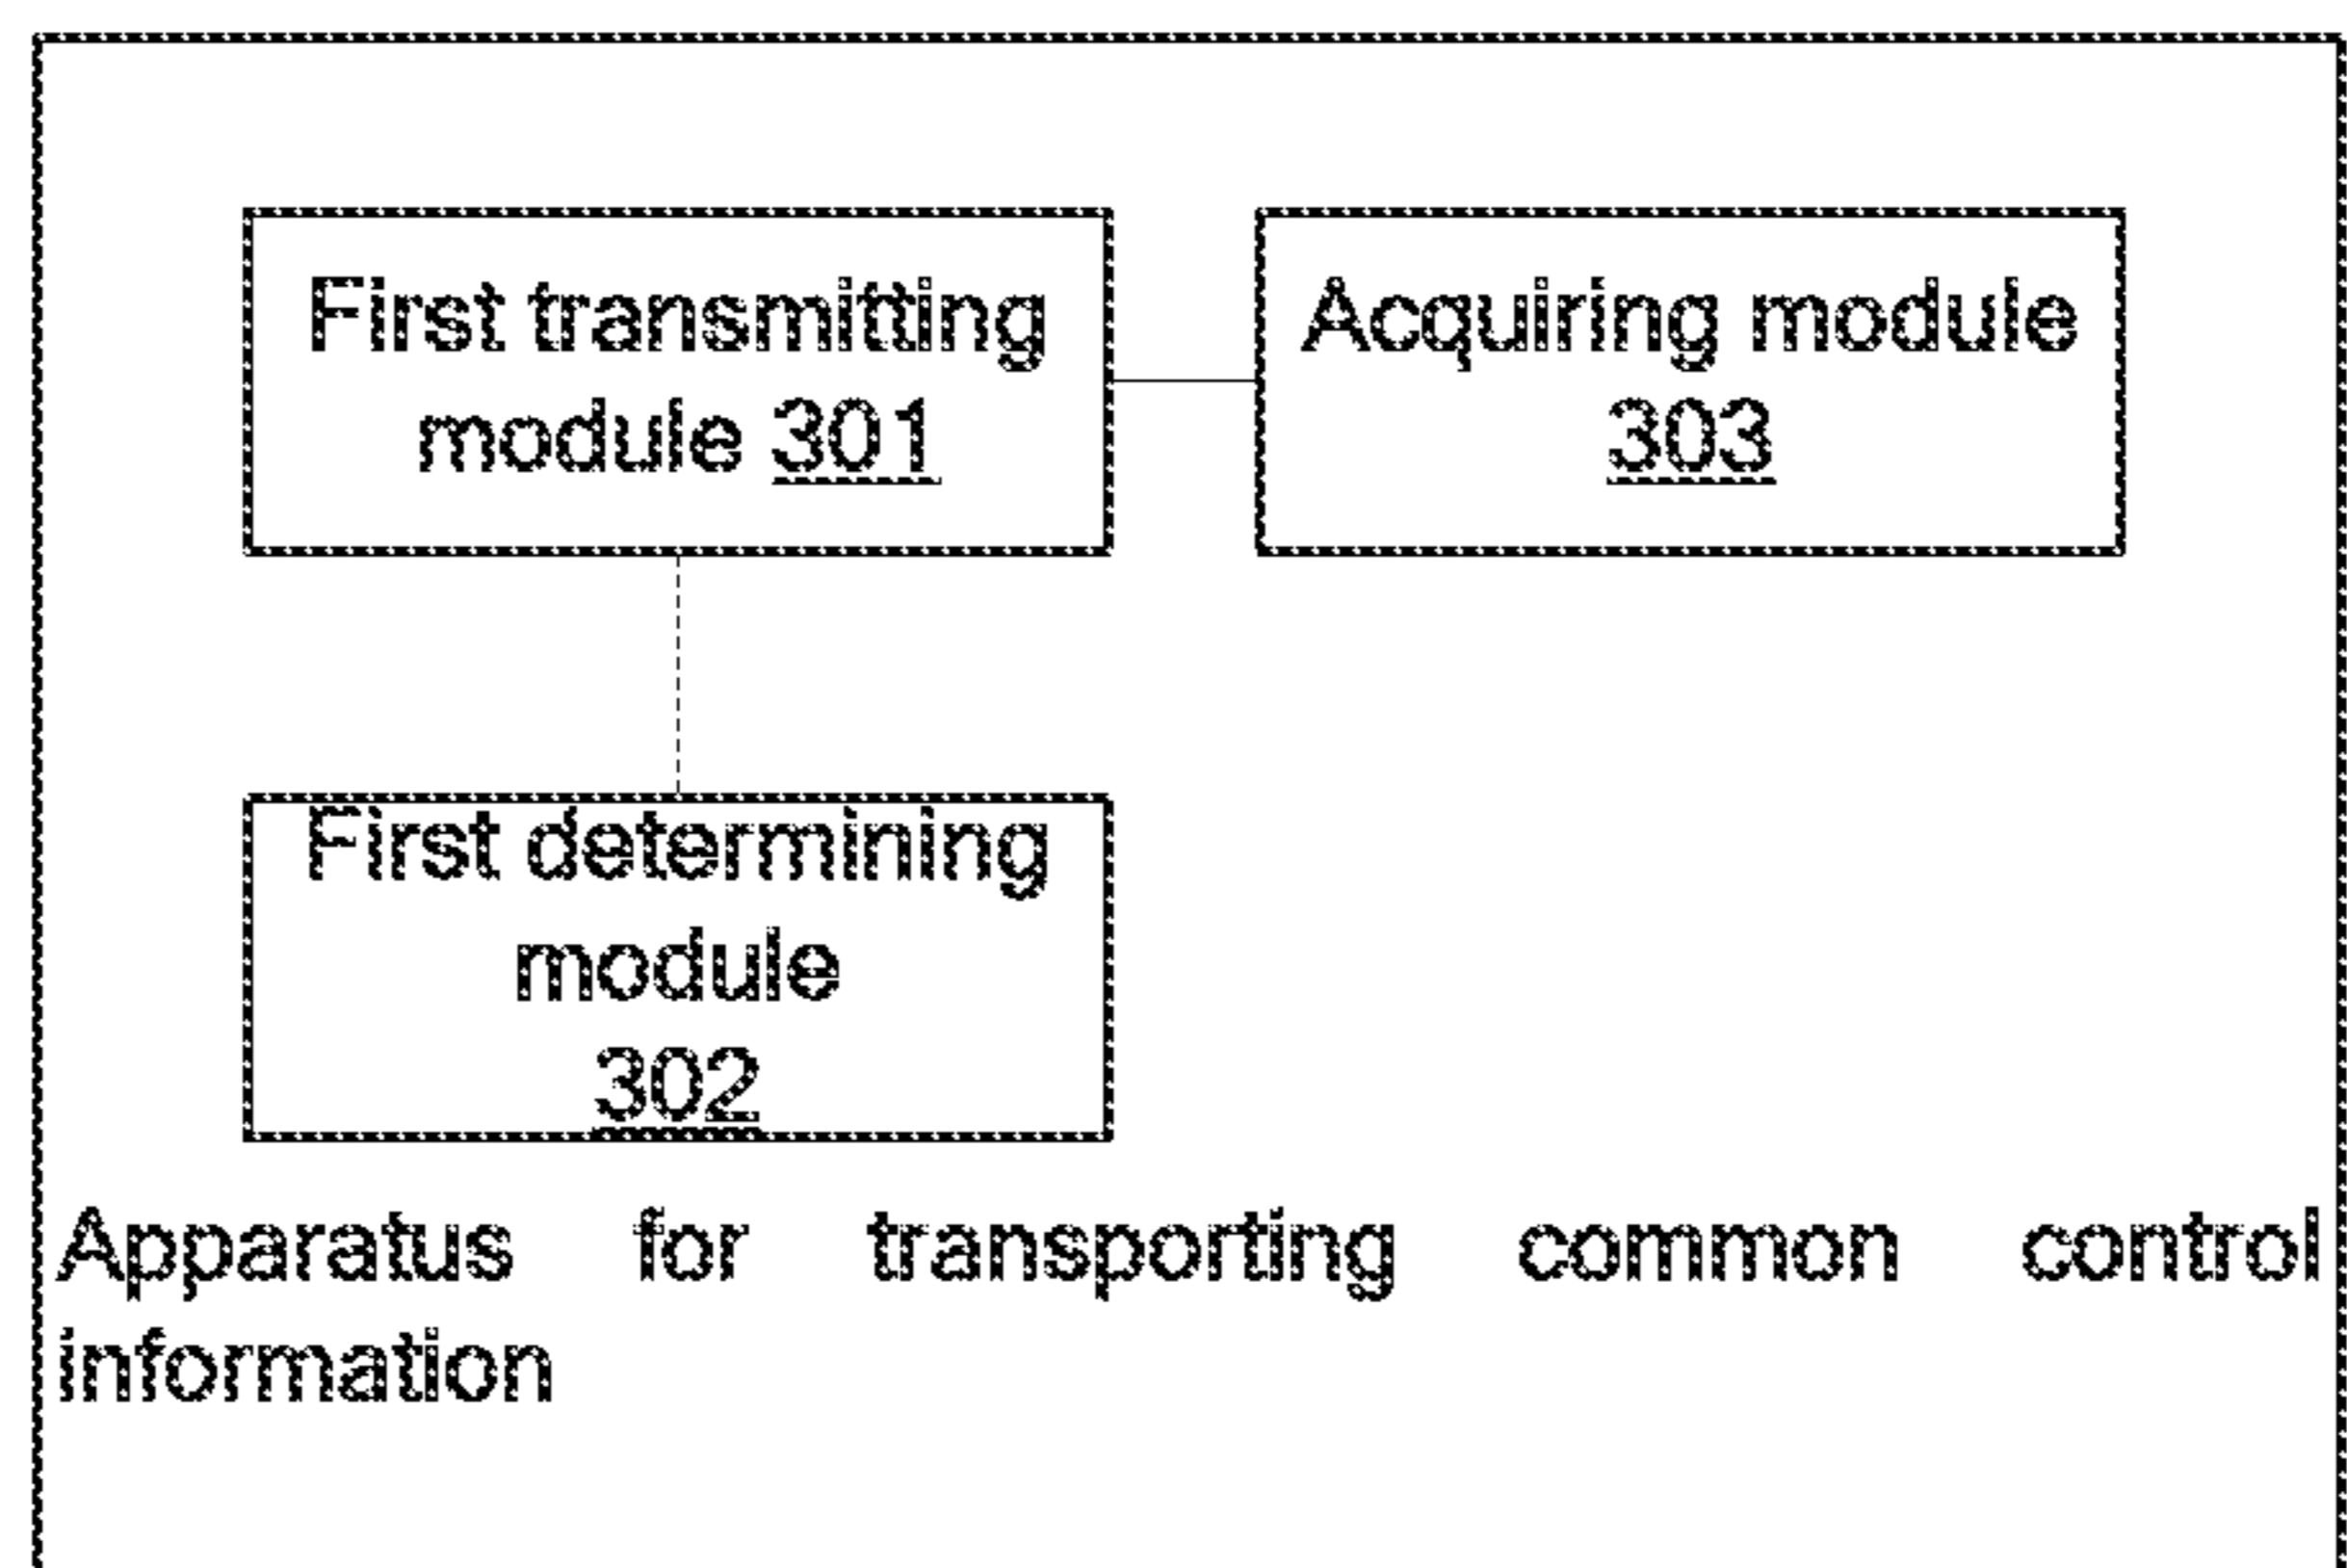 First transmitting
module 301
Acquiring module
303
First determining
module
302
Apparatus for transporting common control
information